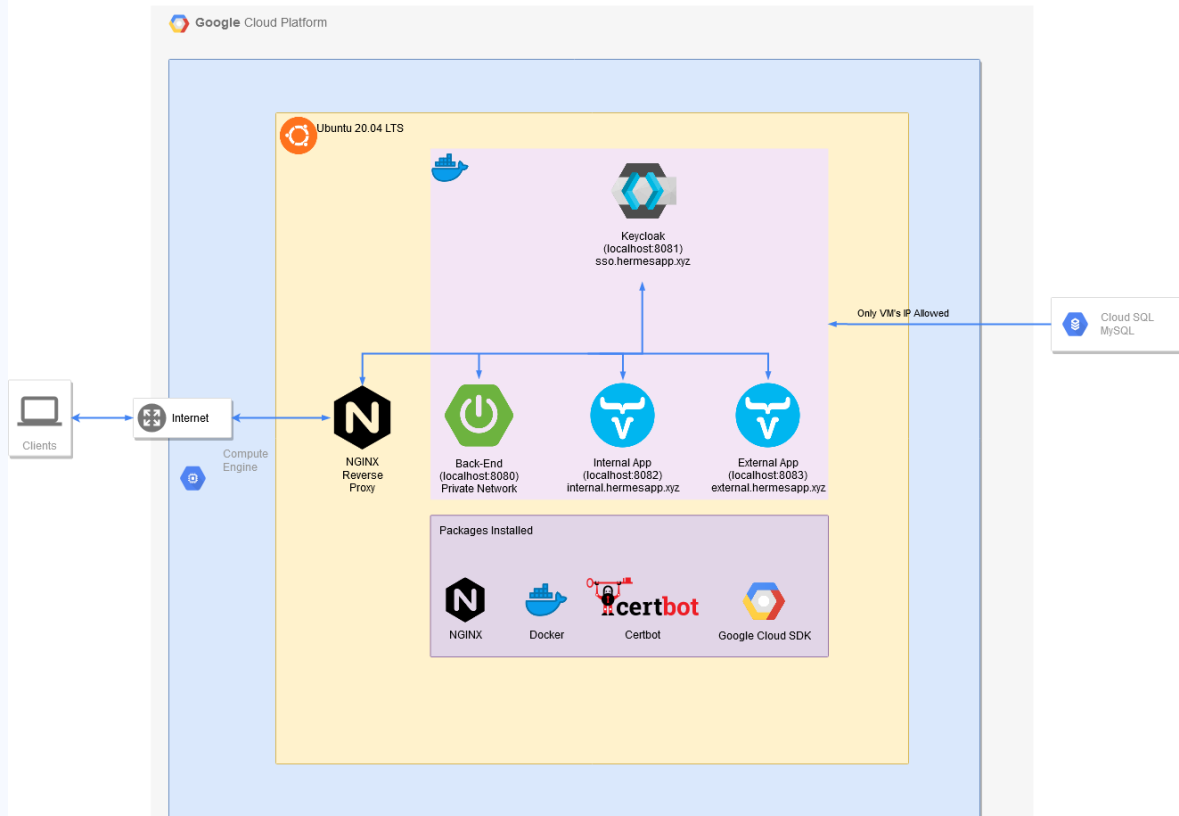 Google Cloud Platform
Ubuntu 20.04 LTS
Keycloak
(localhost:8081)
sso.hermesapp.xyz
Only VM's IP Allowed
Cloud SQL
MySQL
Clients
Internet
Compute
Engine
NGINX
Reverse
Proxy
Back-End
(localhost:8080)
Private Network
Internal App
(localhost:8082)
internal.hermesapp.xyz
External App
(localhost:8083)
external.hermesapp.xyz
Packages Installed
certbot
NGINX
Docker
Certbot
Google Cloud SDK